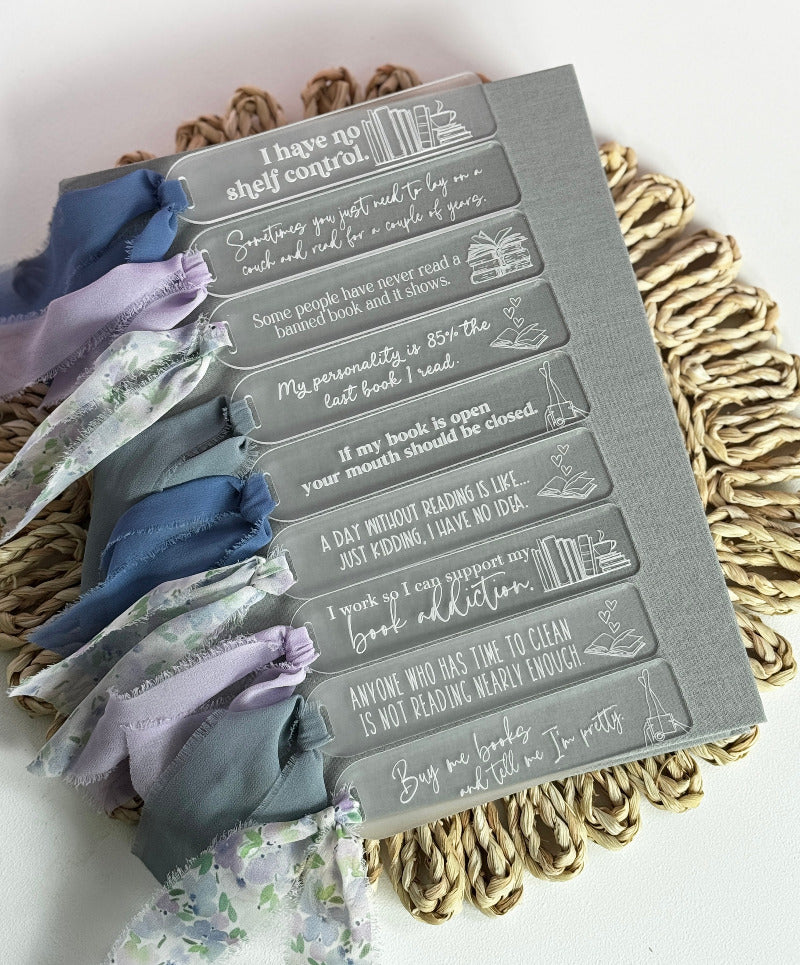 I have no
shelf control.
Sometimes you just need to lay on a
couch and read for a couple of years.
Some people have never read a
banned book and it shows.
My personality is 85% the
last book I read.
If my book is open
your mouth should be closed.
A DAY WITHOUT READING IS LIKE...
JUST KIDDING, I HAVE NO IDEA.
I work so I can support my
book addiction.
ANYONE WHO HAS TIME TO CLEAN
IS NOT READING NEARLY ENOUGH.
Buy me books
and tell me I'm pretty.